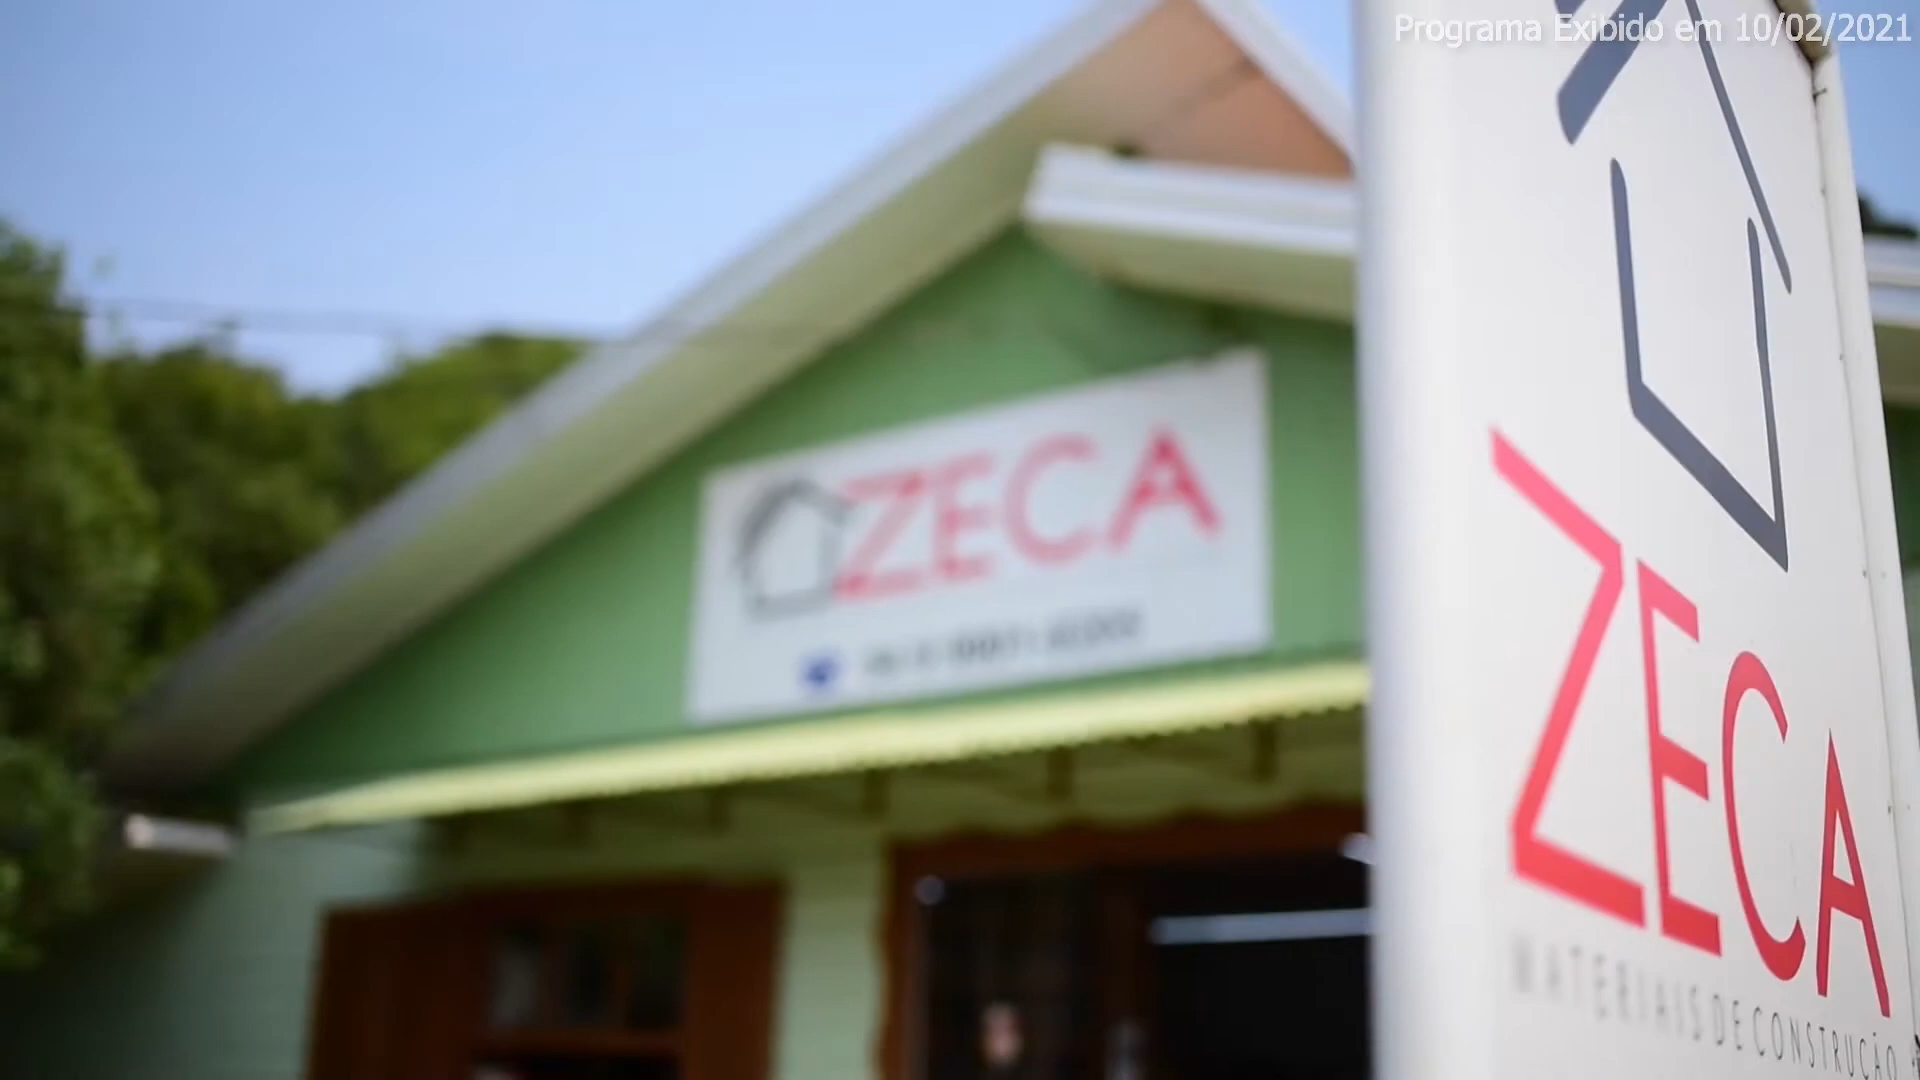 Programa Exibido em 10/02/2021
ZECA
ZECA
MATERIAIS DE CONSTRUÇÃO